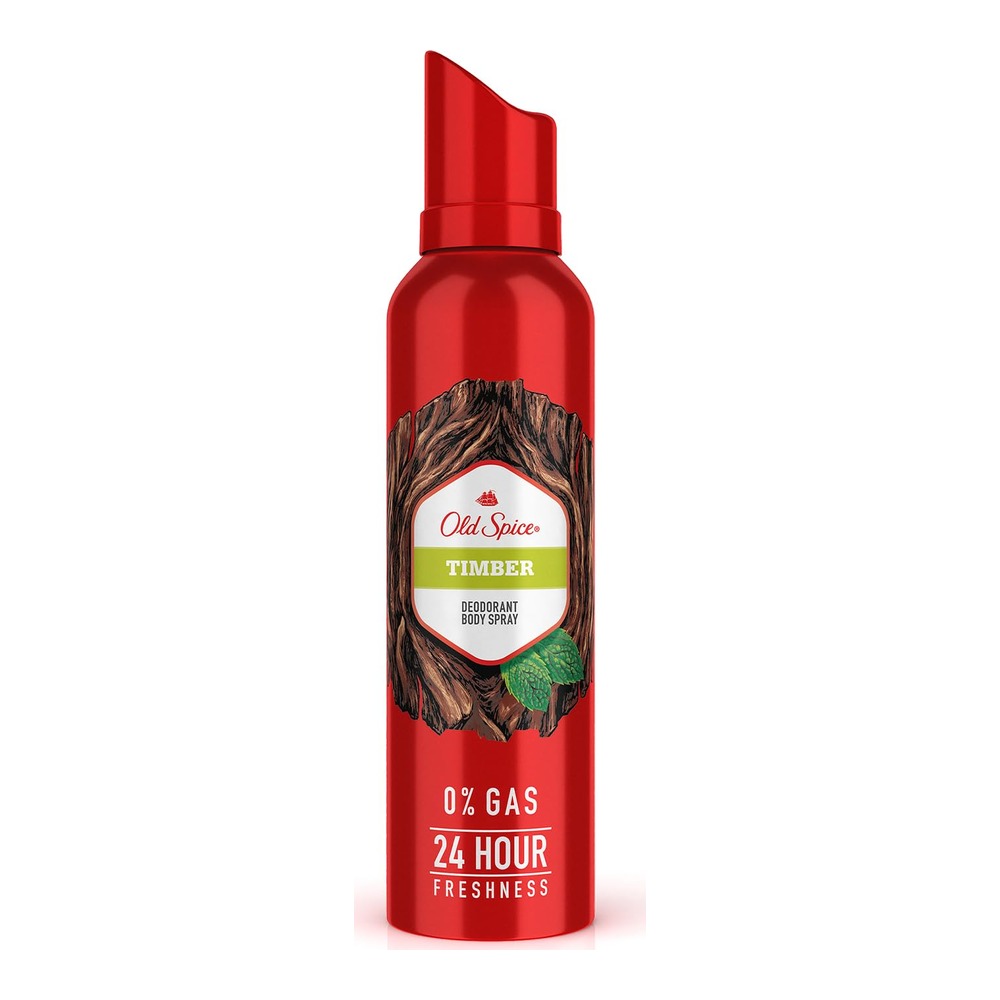 Old Spice®
TIMBER
DEODORANT
BODY SPRAY
0% GAS
24 HOUR
FRESHNESS